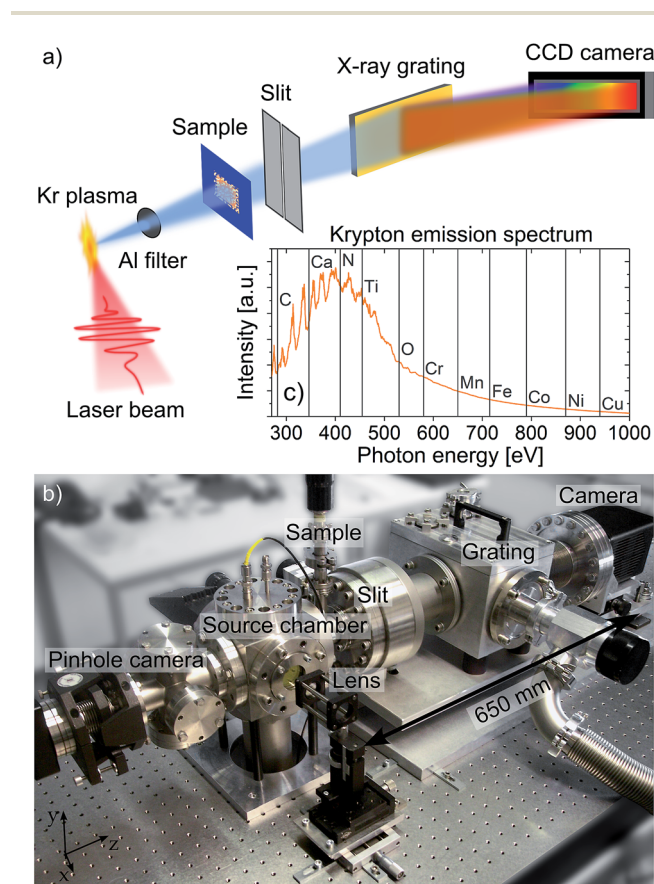 a)
CCD camera
X-ray grating
Slit
Sample
Kr plasma
Al filter
Laser beam
Krypton emission spectrum
Intensity [a.u.]
C
Ca
N
Ti
O
Cr
Mn
Fe
Co
Ni
Cu
c)
300 400 500 600 700 800 900 1000
Photon energy [eV]
b)
Camera
Sample
Grating
Slit
Source chamber
Pinhole camera
Lens
650 mm
y
z
x